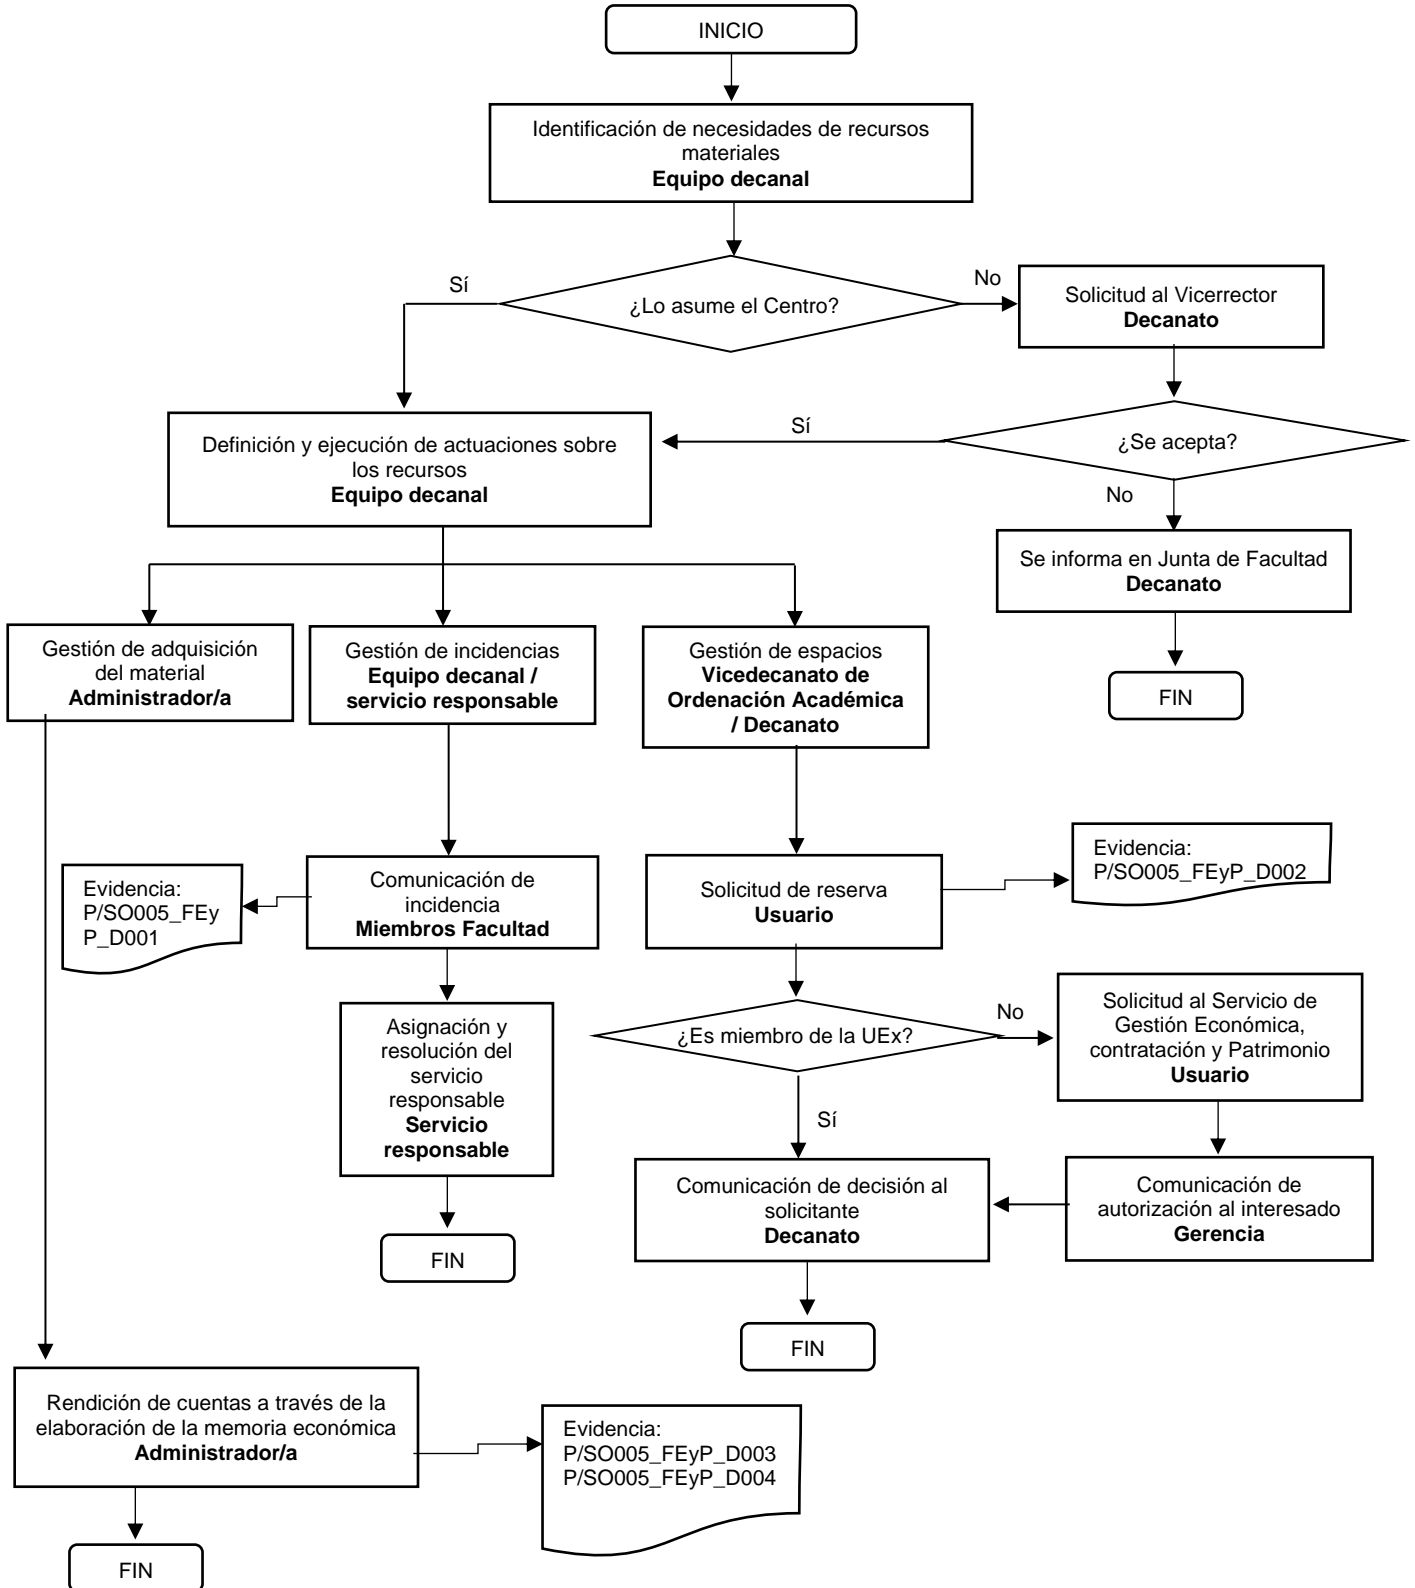 INICIO
Identificación de necesidades de recursos
materiales
Equipo decanal
¿Lo asume el Centro?
Sí
No
Solicitud al Vicerrector
Decanato
¿Se acepta?
Sí
No
Definición y ejecución de actuaciones sobre
los recursos
Equipo decanal
Se informa en Junta de Facultad
Decanato
FIN
Gestión de adquisición
del material
Administrador/a
Gestión de incidencias
Equipo decanal /
servicio responsable
Gestión de espacios
Vicedecanato de
Ordenación Académica
/ Decanato
Evidencia:
P/SO005_FEy
P_D001
Comunicación de
incidencia
Miembros Facultad
Solicitud de reserva
Usuario
Evidencia:
P/SO005_FEyP_D002
Asignación y
resolución del
servicio
responsable
Servicio
responsable
¿Es miembro de la UEx?
No
Sí
Solicitud al Servicio de
Gestión Económica,
contratación y Patrimonio
Usuario
Comunicación de decisión al
solicitante
Decanato
Comunicación de
autorización al interesado
Gerencia
FIN
FIN
Rendición de cuentas a través de la
elaboración de la memoria económica
Administrador/a
Evidencia:
P/SO005_FEyP_D003
P/SO005_FEyP_D004
FIN